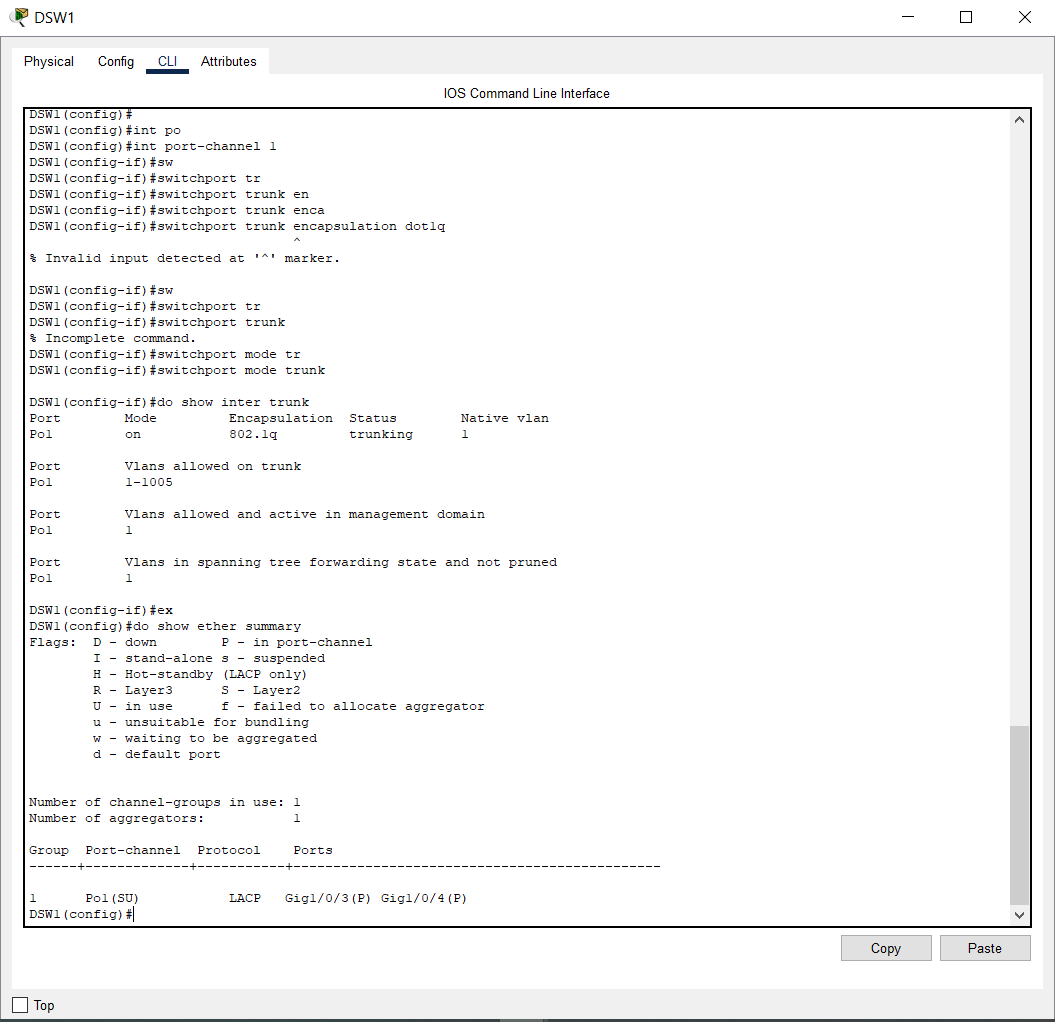 DSW1
Physical Config CLI Attributes
IOS Command Line Interface
DSW1(config)#
DSW1(config)#int po
DSW1(config)#int port-channel 1
DSW1(config-if)#sw
DSW1(config-if)#switchport tr
DSW1(config-if)#switchport trunk en
DSW1(config-if)#switchport trunk enca
DSW1(config-if)#switchport trunk encapsulation dot1q
^
% Invalid input detected at '^' marker.
DSW1(config-if)#sw
DSW1(config-if)#switchport tr
DSW1(config-if)#switchport trunk
% Incomplete command.
DSW1(config-if)#switchport mode tr
DSW1(config-if)#switchport mode trunk
DSW1(config-if)#do show inter trunk
Port Mode Encapsulation Status Native vlan
Po1 on 802.1q trunking 1
Port Vlans allowed on trunk
Po1 1-1005
Port Vlans allowed and active in management domain
Po1 1
Port Vlans in spanning tree forwarding state and not pruned
Po1 1
DSW1(config-if)#ex
DSW1(config)#do show ether summary
Flags: D - down P - in port-channel
I - stand-alone s - suspended
H - Hot-standby (LACP only)
R - Layer3 S - Layer2
U - in use f - failed to allocate aggregator
u - unsuitable for bundling
w - waiting to be aggregated
d - default port
Number of channel-groups in use: 1
Number of aggregators: 1
Group Port-channel Protocol Ports
------+-------------+-----------+----------------------------------------------
1 Po1(SU) LACP Gig1/0/3(P) Gig1/0/4(P)
DSW1(config)#
Copy Paste
Top